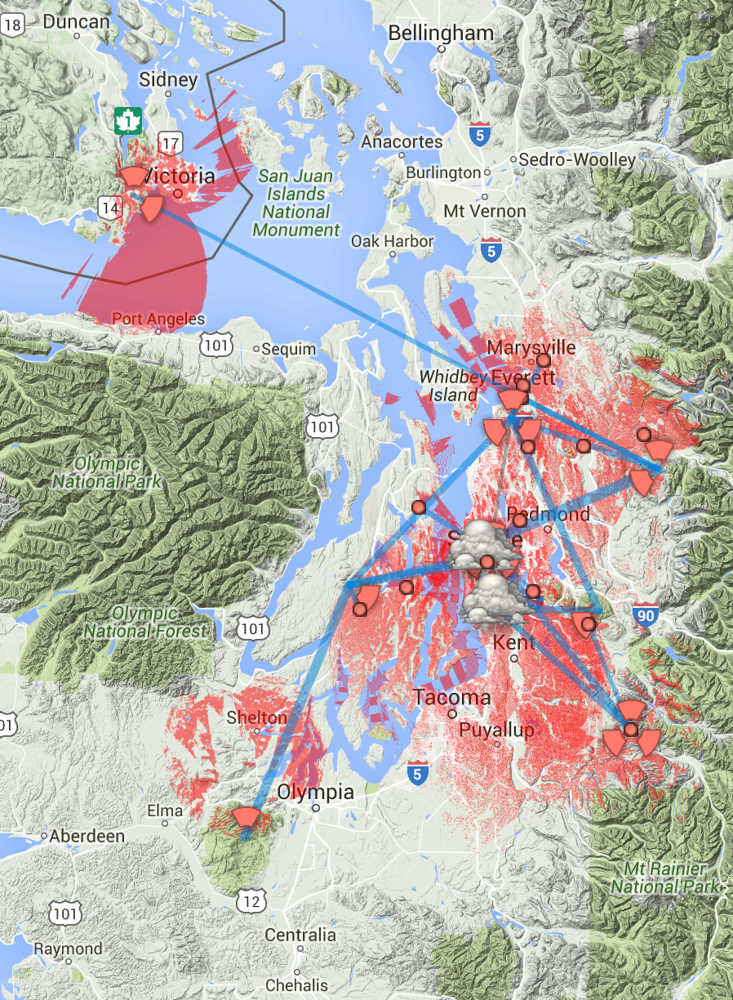 18
Duncan
Bellingham
Sidney
1
5
17
Anacortes
Sedro-Woolley
Burlington
Victoria
San Juan
Islands
National
Monument
14
Mt Vernon
Oak Harbor
5
Port Angeles
101
Sequim
Marysville
Whidbey
Island
Everett
101
Olympic
National Park
Redmond
Olympic
National Forest
101
90
Kent
Tacoma
Shelton
Puyallup
01
5
Olympia
Elma
Aberdeen
Mt Rainier
National Park
12
101
Centralia
Raymond
Chehalis